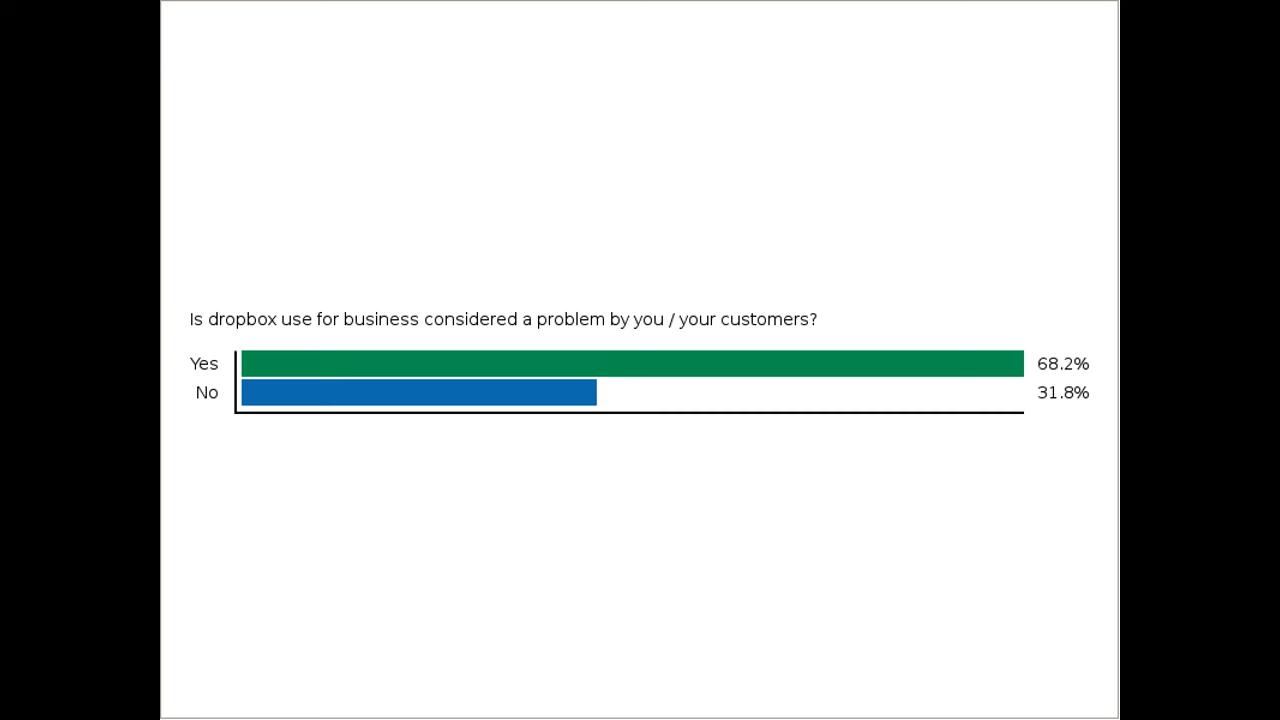 Is dropbox use for business considered a problem by you / your customers?
Yes 68.2%
No 31.8%